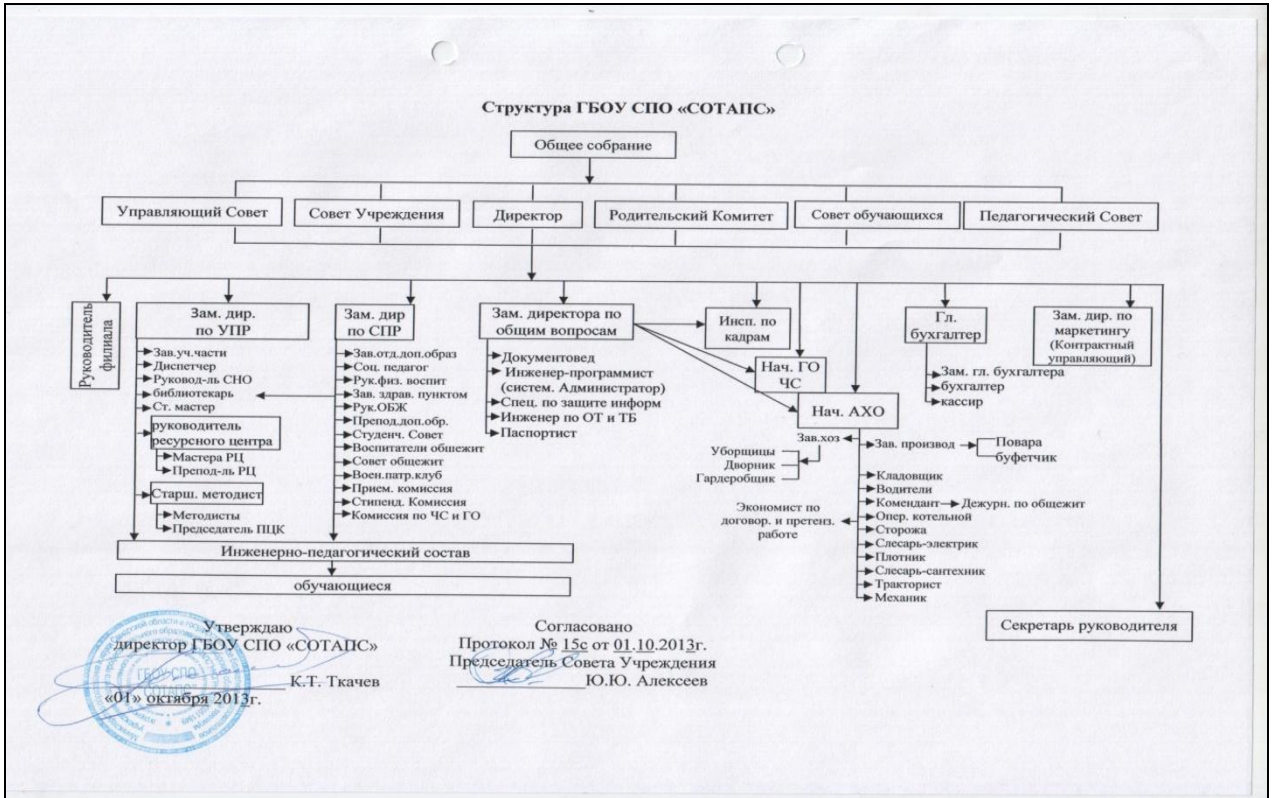 Структура ГБОУ СПО «СОТАПС»
Общее собрание
Управляющий Совет
Совет Учреждения
Директор
Родительский Комитет
Совет обучающихся
Педагогический Совет
Руководитель
филиала
Зам. дир.
по УПР
Зав.уч.части
Диспетчер
Руковод-ль СНО
библиотекарь
Ст. мастер
руководитель
ресурсного центра
Мастера РЦ
Препод-ль РЦ
Старш. методист
Методисты
Председатель ПЦК
Зам. дир
по СПР
Зав.отд.доп.образ
Соц. педагог
Рук.физ. воспит
Зав. здрав. пунктом
Рук.ОБЖ
Препод.доп.обр.
Студенч. Совет
Воспитатели общежит
Совет общежит
Воен.патр.клуб
Прием. комиссия
Стипенд. Комиссия
Комиссия по ЧС и ГО
Инженерно-педагогический состав
обучающиеся
Зам. директора по
общим вопросам
Документовед
Инженер-программист
(систем. Администратор)
Спец. по защите информ
Инженер по ОТ и ТБ
Паспортист
Инсп. по
кадрам
Нач. ГО
ЧС
Нач. АХО
Зав.хоз
Уборщицы
Дворник
Гардеробщик
Зав. производ
Повара
буфетчик
Экономист по
договор. и претенз.
работе
Кладовщик
Водители
Комендант
Дежурн. по общежит
Опер. котельной
Сторожа
Слесарь-электрик
Плотник
Слесарь-сантехник
Тракторист
Механик
Гл.
бухгалтер
Зам. гл. бухгалтера
бухгалтер
кассир
Зам. дир. по
маркетингу
(Контрактный
управляющий)
Секретарь руководителя
Утверждаю
директор ГБОУ СПО «СОТАПС»
К.Т. Ткачев
«01» октября 2013г.
ГБОУ СПО
СОТАПС
Согласовано
Протокол № 15с от 01.10.2013г.
Председатель Совета Учреждения
Ю.Ю. Алексеев